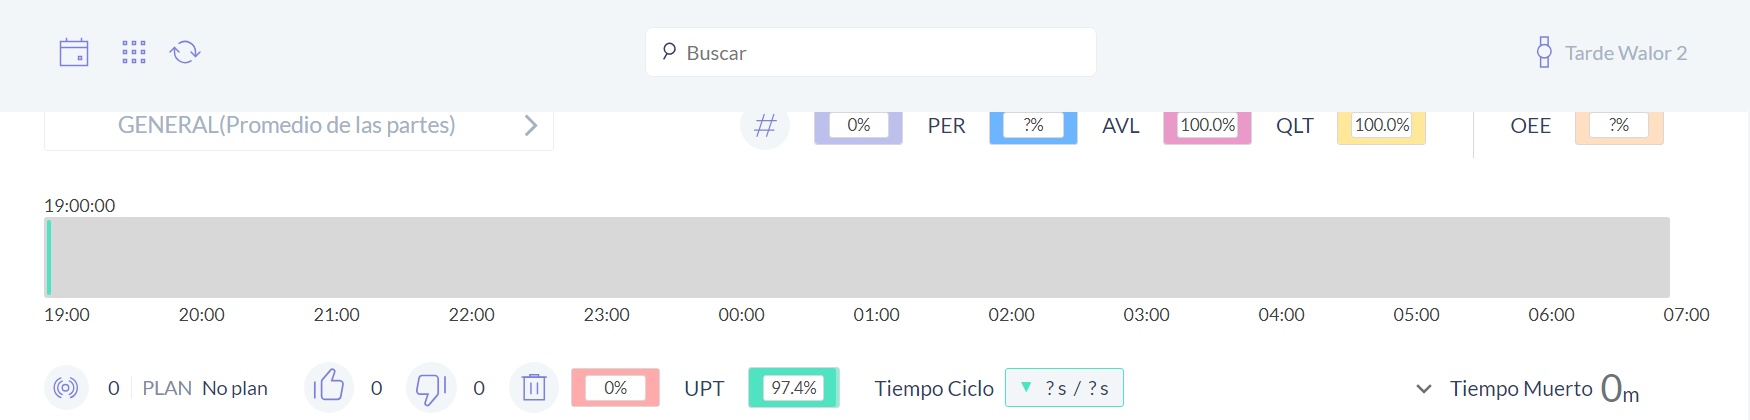 Buscar
Tarde Walor 2
GENERAL(Promedio de las partes)
# 0% PER ?% AVL 100.0% QLT 100.0% OEE ?%
19:00:00
19:00 20:00 21:00 22:00 23:00 00:00 01:00 02:00 03:00 04:00 05:00 06:00 07:00
0 PLAN No plan 0 0 0% UPT 97.4% Tiempo Ciclo ▼ ?s / ?s Tiempo Muerto 0m